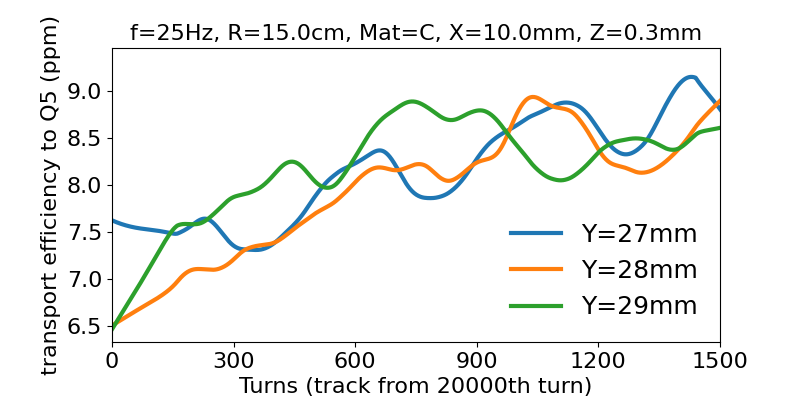 f=25Hz, R=15.0cm, Mat=C, X=10.0mm, Z=0.3mm
transport efficiency to Q5 (ppm)
9.0
8.5
8.0
7.5
7.0
6.5
Y=27mm
Y=28mm
Y=29mm
0 300 600 900 1200 1500
Turns (track from 20000th turn)